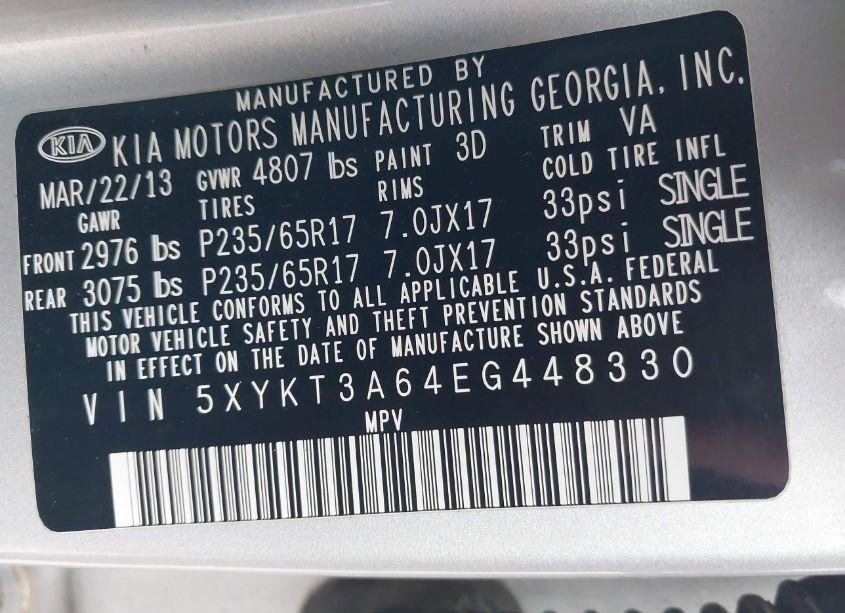 MANUFACTURED BY
KIA KIA MOTORS MANUFACTURING GEORGIA, INC.
MAR/22/13 GVWR 4807 lbs PAINT 3D TRIM VA
GAWR TIRES RIMS COLD TIRE INFL
FRONT 2976 lbs P235/65R17 7.0JX17 33psi SINGLE
REAR 3075 lbs P235/65R17 7.0JX17 33psi SINGLE
THIS VEHICLE CONFORMS TO ALL APPLICABLE U.S.A. FEDERAL
MOTOR VEHICLE SAFETY AND THEFT PREVENTION STANDARDS
IN EFFECT ON THE DATE OF MANUFACTURE SHOWN ABOVE
VIN 5XYKT3A64EG448330
MPV